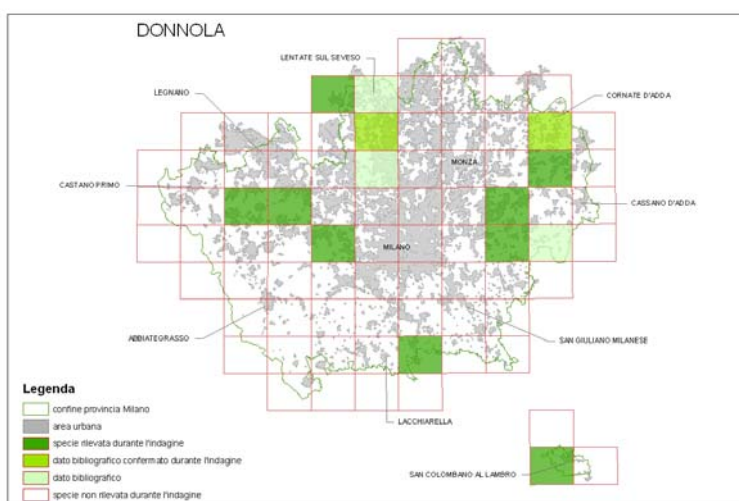 DONNOLA
LENTATE SUL SEVESO
LEGNANO
CORNATE D'ADDA
MONZA
CASTANO PRIMO
CASSANO D'ADDA
MILANO
ABBIATEGRASSO
SAN GIULIANO MILANESE
LACCHIARELLA
SAN COLOMBANO AL LAMBRO
Legenda
confine provincia Milano
area urbana
specie rilevata durante l'indagine
dato bibliografico confermato durante l'indagine
dato bibliografico
specie non rilevata durante l'indagine